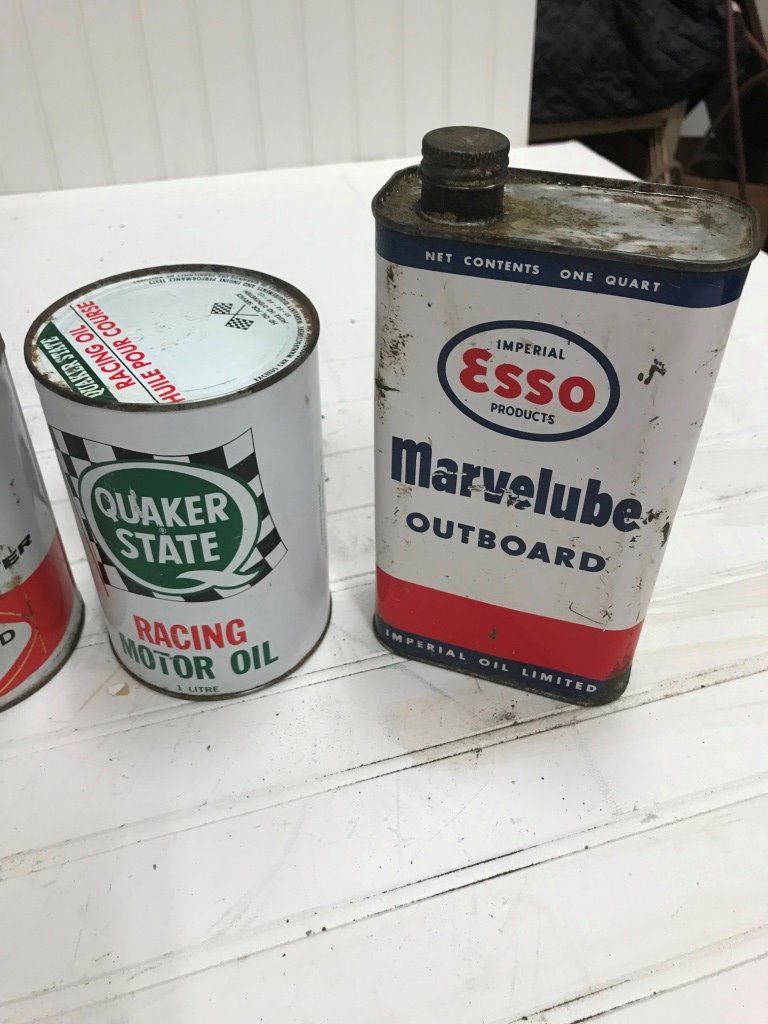 QUAKER STATE
RACING OIL
HUILE POUR COURSE
QUAKER
STATE
RACING
MOTOR OIL
1 LITRE
NET CONTENTS ONE QUART
IMPERIAL
Esso
PRODUCTS
Marvelube
OUTBOARD
IMPERIAL OIL LIMITED